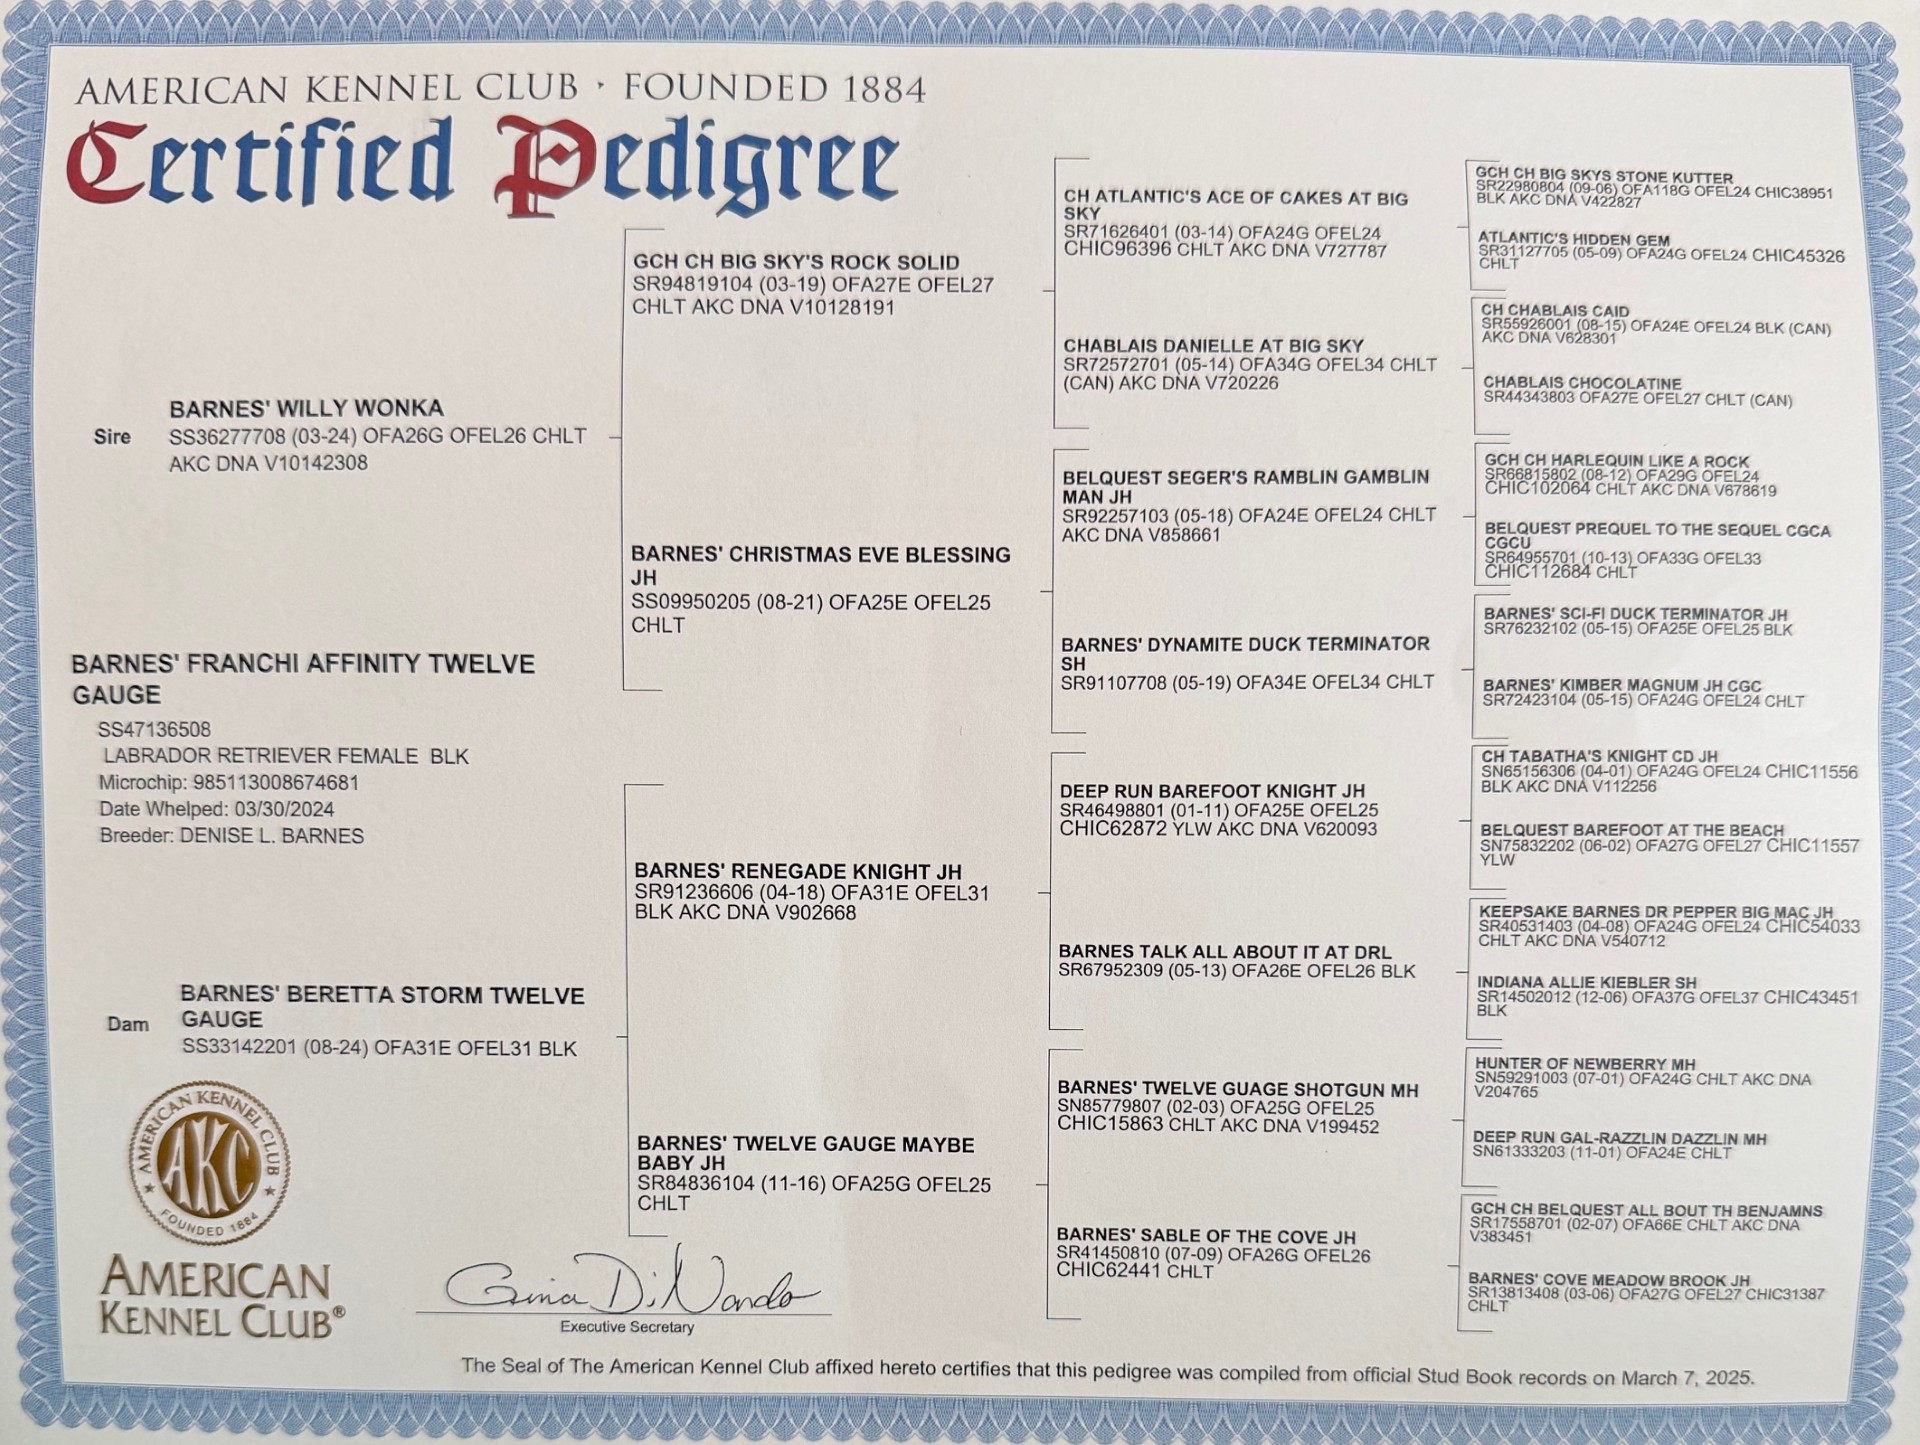 AMERICAN KENNEL CLUB · FOUNDED 1884
Certified Pedigree
Sire
BARNES' WILLY WONKA
SS36277708 (03-24) OFA26G OFEL26 CHLT
AKC DNA V10142308
BARNES' FRANCHI AFFINITY TWELVE
GAUGE
SS47136508
LABRADOR RETRIEVER FEMALE BLK
Microchip: 985113008674681
Date Whelped: 03/30/2024
Breeder: DENISE L. BARNES
Dam
BARNES' BERETTA STORM TWELVE
GAUGE
SS33142201 (08-24) OFA31E OFEL31 BLK
GCH CH BIG SKY'S ROCK SOLID
SR94819104 (03-19) OFA27E OFEL27
CHLT AKC DNA V10128191
BARNES' CHRISTMAS EVE BLESSING
JH
SS09950205 (08-21) OFA25E OFEL25
CHLT
BARNES' RENEGADE KNIGHT JH
SR91236606 (04-18) OFA31E OFEL31
BLK AKC DNA V902668
BARNES' TWELVE GAUGE MAYBE
BABY JH
SR84836104 (11-16) OFA25G OFEL25
CHLT
CH ATLANTIC'S ACE OF CAKES AT BIG
SKY
SR71626401 (03-14) OFA24G OFEL24
CHIC96396 CHLT AKC DNA V727787
CHABLAIS DANIELLE AT BIG SKY
SR72572701 (05-14) OFA34G OFEL34 CHLT
(CAN) AKC DNA V720226
BELQUEST SEGER'S RAMBLIN GAMBLIN
MAN JH
SR92257103 (05-18) OFA24E OFEL24 CHLT
AKC DNA V858661
BARNES' DYNAMITE DUCK TERMINATOR
SH
SR91107708 (05-19) OFA34E OFEL34 CHLT
DEEP RUN BAREFOOT KNIGHT JH
SR46498801 (01-11) OFA25E OFEL25
CHIC62872 YLW AKC DNA V620093
BARNES TALK ALL ABOUT IT AT DRL
SR67952309 (05-13) OFA26E OFEL26 BLK
BARNES' TWELVE GUAGE SHOTGUN MH
SN85779807 (02-03) OFA25G OFEL25
CHIC15863 CHLT AKC DNA V199452
BARNES' SABLE OF THE COVE JH
SR41450810 (07-09) OFA26G OFEL26
CHIC62441 CHLT
GCH CH BIG SKYS STONE KUTTER
SR22980804 (09-06) OFA118G OFEL24 CHIC38951
BLK AKC DNA V422827
ATLANTIC'S HIDDEN GEM
SR31127705 (05-09) OFA24G OFEL24 CHIC45326
CHLT
CH CHABLAIS CAID
SR55926001 (08-15) OFA24E OFEL24 BLK (CAN)
AKC DNA V628301
CHABLAIS CHOCOLATINE
SR44343803 OFA27E OFEL27 CHLT (CAN)
GCH CH HARLEQUIN LIKE A ROCK
SR66815802 (08-12) OFA29G OFEL24
CHIC102064 CHLT AKC DNA V678619
BELQUEST PREQUEL TO THE SEQUEL CGCA
CGCU
SR64955701 (10-13) OFA33G OFEL33
CHIC112684 CHLT
BARNES' SCI-FI DUCK TERMINATOR JH
SR76232102 (05-15) OFA25E OFEL25 BLK
BARNES' KIMBER MAGNUM JH CGC
SR72423104 (05-15) OFA24G OFEL24 CHLT
CH TABATHA'S KNIGHT CD JH
SN65156306 (04-01) OFA24G OFEL24 CHIC11556
BLK AKC DNA V112256
BELQUEST BAREFOOT AT THE BEACH
SN75832202 (06-02) OFA27G OFEL27 CHIC11557
YLW
KEEPSAKE BARNES DR PEPPER BIG MAC JH
SR40531403 (04-08) OFA24G OFEL24 CHIC54033
CHLT AKC DNA V540712
INDIANA ALLIE KIEBLER SH
SR14502012 (12-06) OFA37G OFEL37 CHIC43451
BLK
HUNTER OF NEWBERRY MH
SN59291003 (07-01) OFA24G CHLT AKC DNA
V204765
DEEP RUN GAL-RAZZLIN DAZZLIN MH
SN61333203 (11-01) OFA24E CHLT
GCH CH BELQUEST ALL BOUT TH BENJAMNS
SR17558701 (02-07) OFA66E CHLT AKC DNA
V383451
BARNES' COVE MEADOW BROOK JH
SR13813408 (03-06) OFA27G OFEL27 CHIC31387
CHLT
AMERICAN KENNEL CLUB
AKC
FOUNDED 1884
AMERICAN
KENNEL CLUB®
Gina DiNardo
Executive Secretary
The Seal of The American Kennel Club affixed hereto certifies that this pedigree was compiled from official Stud Book records on March 7, 2025.